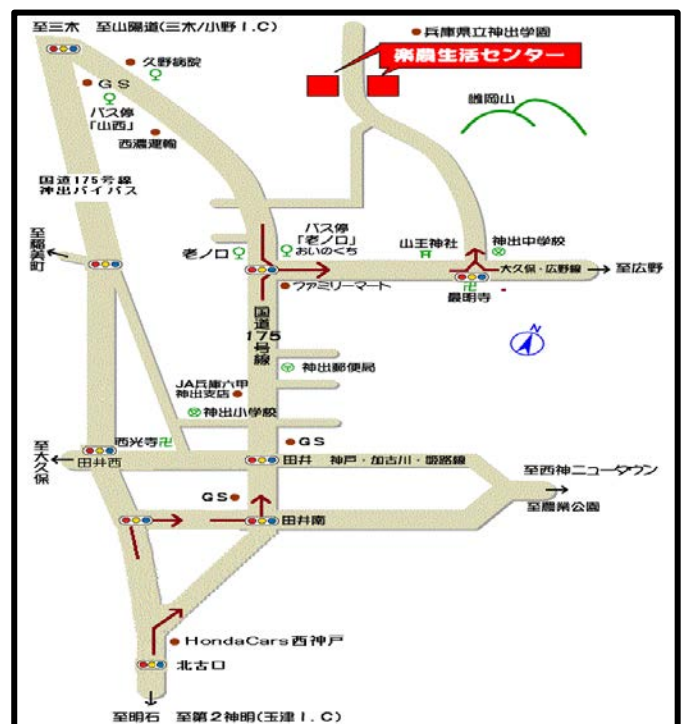 至三木 至山陽道(三木/小野I.C)
兵庫県立神出学園
楽農生活センター
久野病院
GS
バス停
「山西」
西濃運輸
雌岡山
国道175号線
神出バイパス
至稲美町
バス停
「老ノ口」
おいのくち
老ノ口
山王神社
神出中学校
大久保・広野線
至広野
ファミリーマート
最明寺
国道175号線
N
神出郵便局
JA兵庫六甲
神出支店
神出小学校
至大久保
西光寺
田井西
GS
田井 神戸・加古川・姫路線
至西神ニュータウン
GS
田井南
至農業公園
HondaCars西神戸
北古口
至明石 至第2神明(玉津I.C)